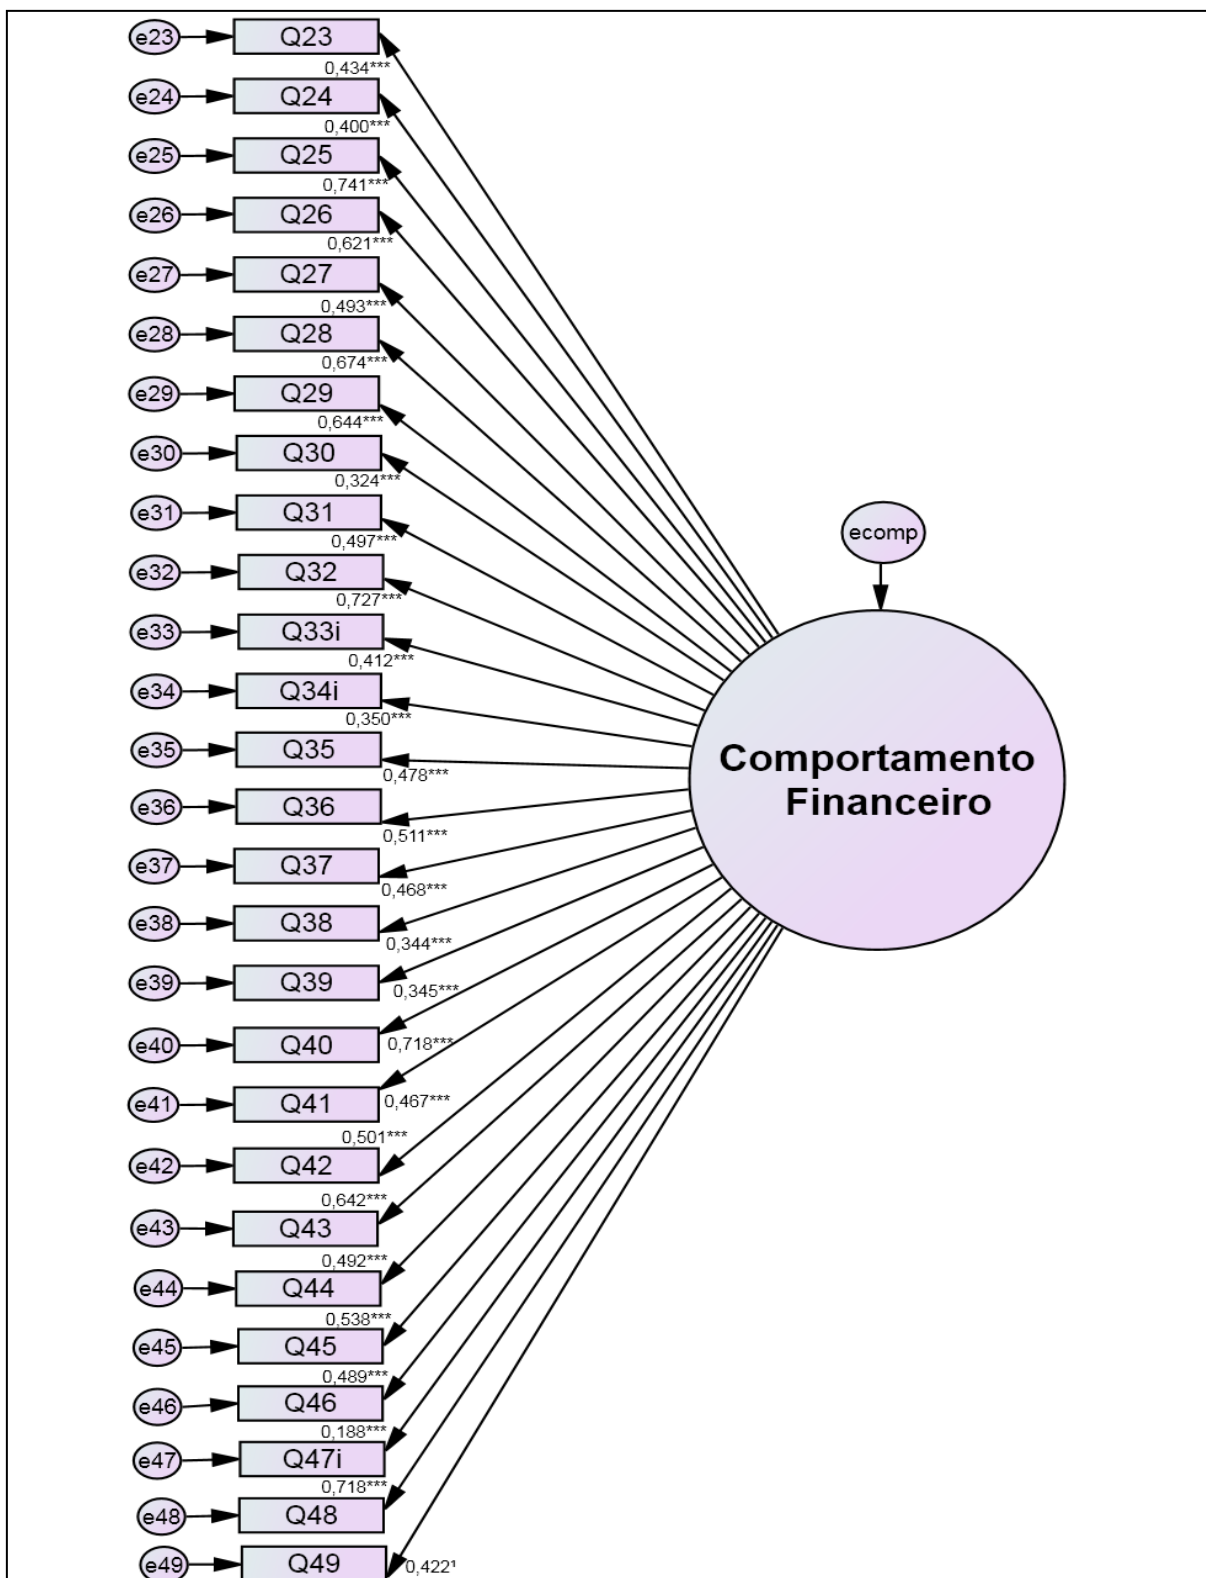 e23 Q23
0,434***
e24 Q24
0,400***
e25 Q25
0,741***
e26 Q26
0,621***
e27 Q27
0,493***
e28 Q28
0,674***
e29 Q29
0,644***
e30 Q30
0,324***
e31 Q31
ecomp
0,497***
e32 Q32
0,727***
e33 Q33i
0,412***
e34 Q34i
0,350***
e35 Q35
Comportamento
Financeiro
0,478***
e36 Q36
0,511***
e37 Q37
0,468***
e38 Q38
0,344***
e39 Q39
0,345***
e40 Q40 0,718***
e41 Q41 0,467***
0,501***
e42 Q42
0,642***
e43 Q43
0,492***
e44 Q44
0,538***
e45 Q45
0,489***
e46 Q46
0,188***
e47 Q47i
0,718***
e48 Q48
e49 Q49 0,422¹